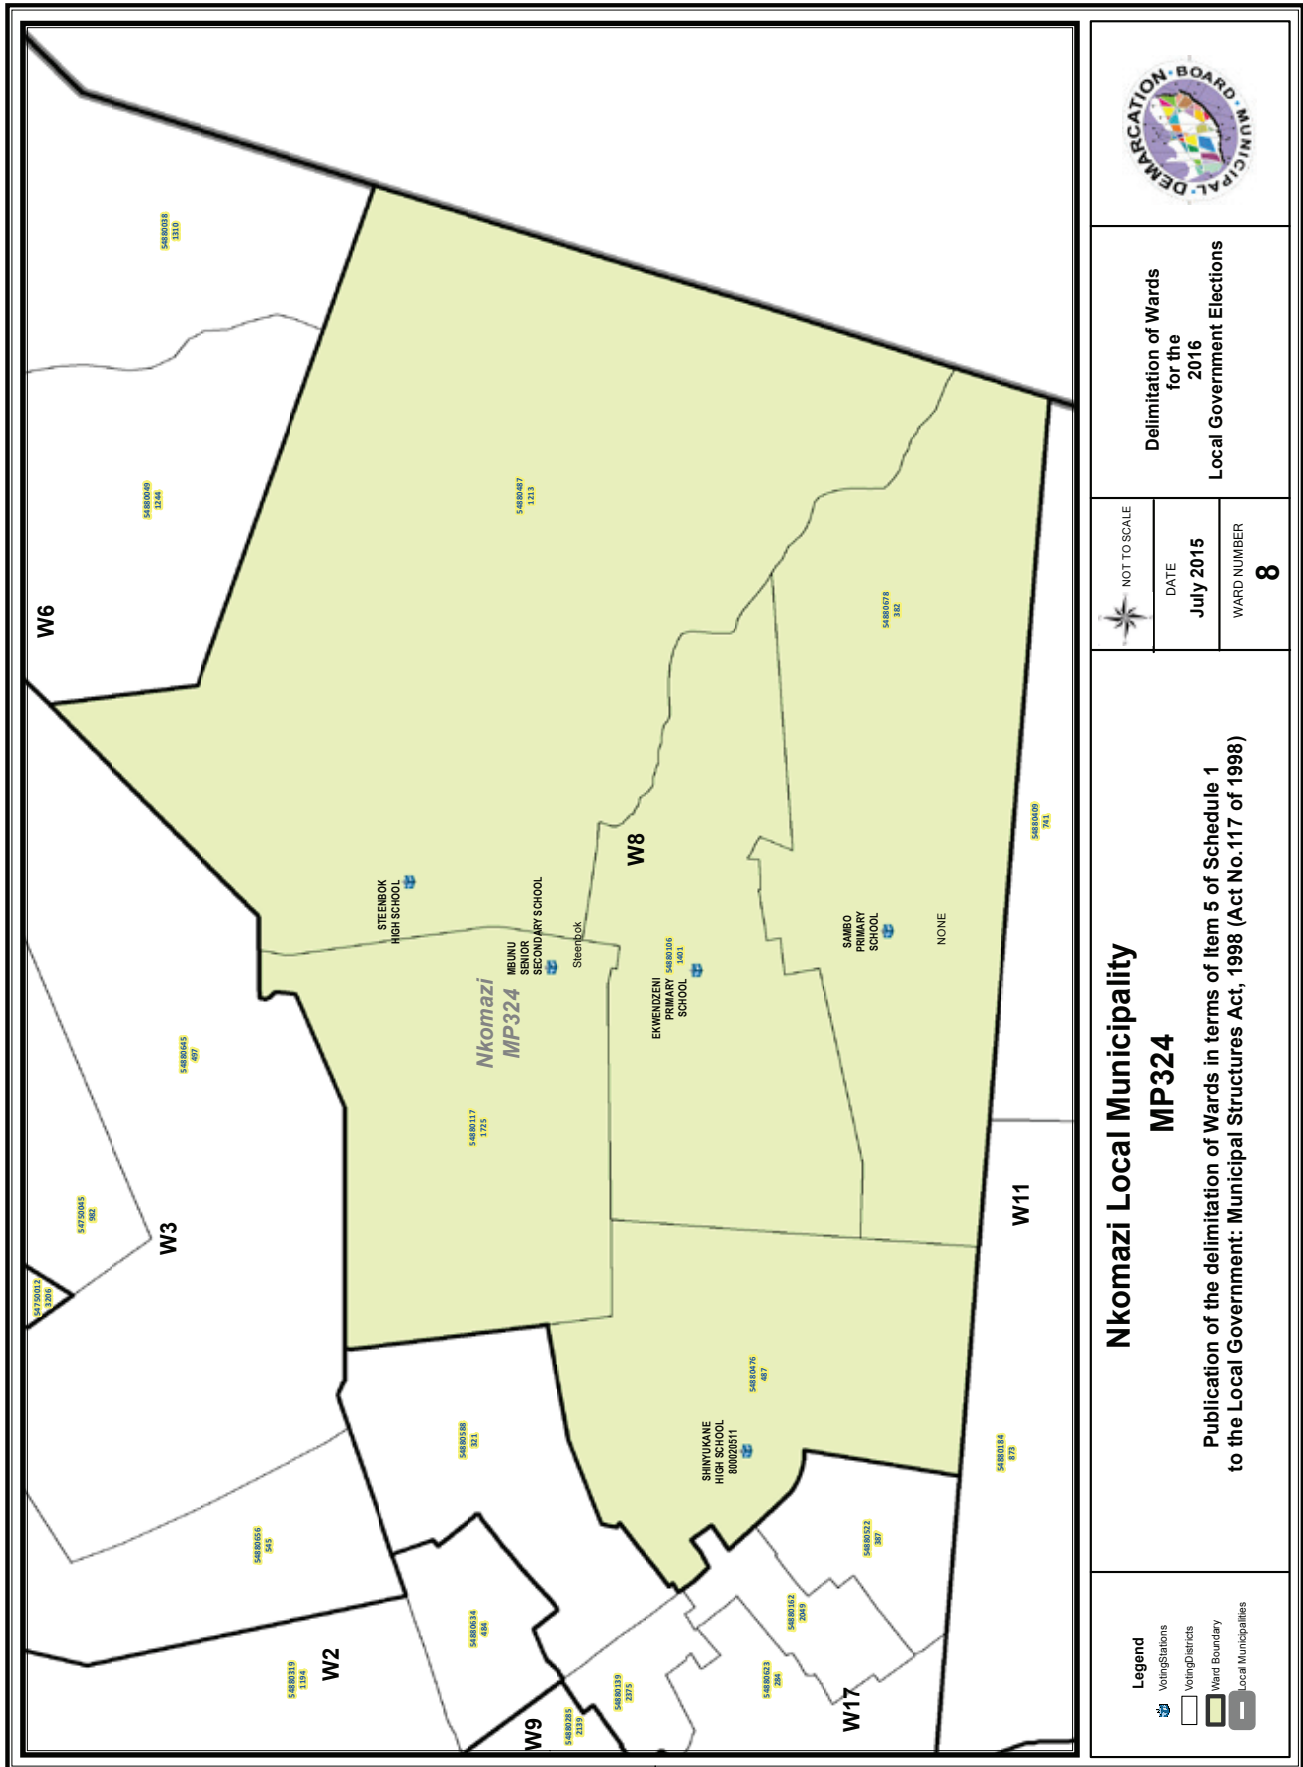 W6
54880038
1310
54880049
1244
54880487
1213
54880678
382
54880409
741
W8
STEENBOK
HIGH SCHOOL
MBUNU
SENIOR
SECONDARY SCHOOL
Steenbok
Nkomazi
MP324
54880106
1401
EKWENDZENI
PRIMARY
SCHOOL
SAMBO
PRIMARY
SCHOOL
NONE
54880645
497
54880117
1725
54750045
982
W3
54750012
3206
W11
54880476
487
SHINYUKANE
HIGH SCHOOL
800020511
54880184
873
54880588
321
54880656
545
54880634
484
54880522
387
54880162
2049
54880623
284
54880139
2375
54880285
2139
54880319
1194
W2
W9
W17
Legend
VotingStations
VotingDistricts
Ward Boundary
Local Municipalities
Nkomazi Local Municipality
MP324
Publication of the delimitation of Wards in terms of Item 5 of Schedule 1
to the Local Government: Municipal Structures Act, 1998 (Act No.117 of 1998)
NOT TO SCALE
DATE
July 2015
WARD NUMBER
8
Delimitation of Wards
for the
2016
Local Government Elections
MUNICIPAL · DEMARCATION · BOARD ·